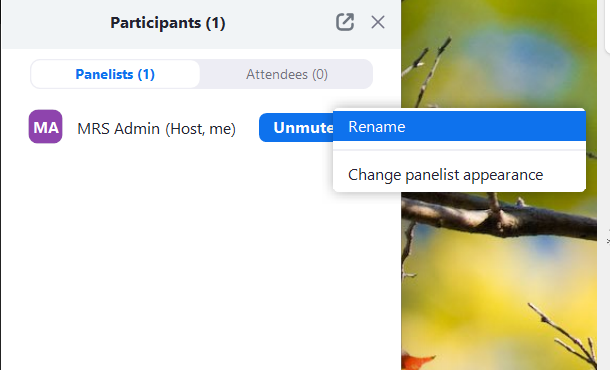 Participants (1)
Panelists (1)
Attendees (0)
MA
MRS Admin (Host, me)
Unmute
Rename
Change panelist appearance